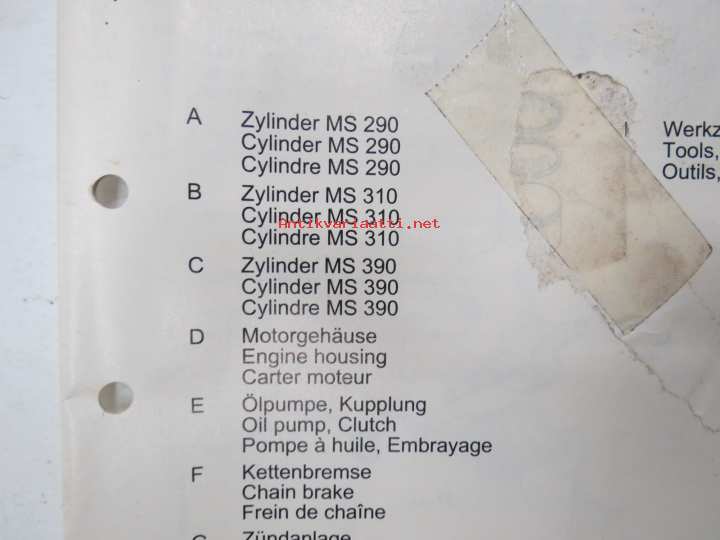 A Zylinder MS 290
Cylinder MS 290
Cylindre MS 290
B Zylinder MS 310
Cylinder MS 310
Antikvariaatti.net
Cylindre MS 310
C Zylinder MS 390
Cylinder MS 390
Cylindre MS 390
D Motorgehäuse
Engine housing
Carter moteur
E Ölpumpe, Kupplung
Oil pump, Clutch
Pompe à huile, Embrayage
F Kettenbremse
Chain brake
Frein de chaîne
Zündanlage
Werkz
Tools,
Outils,